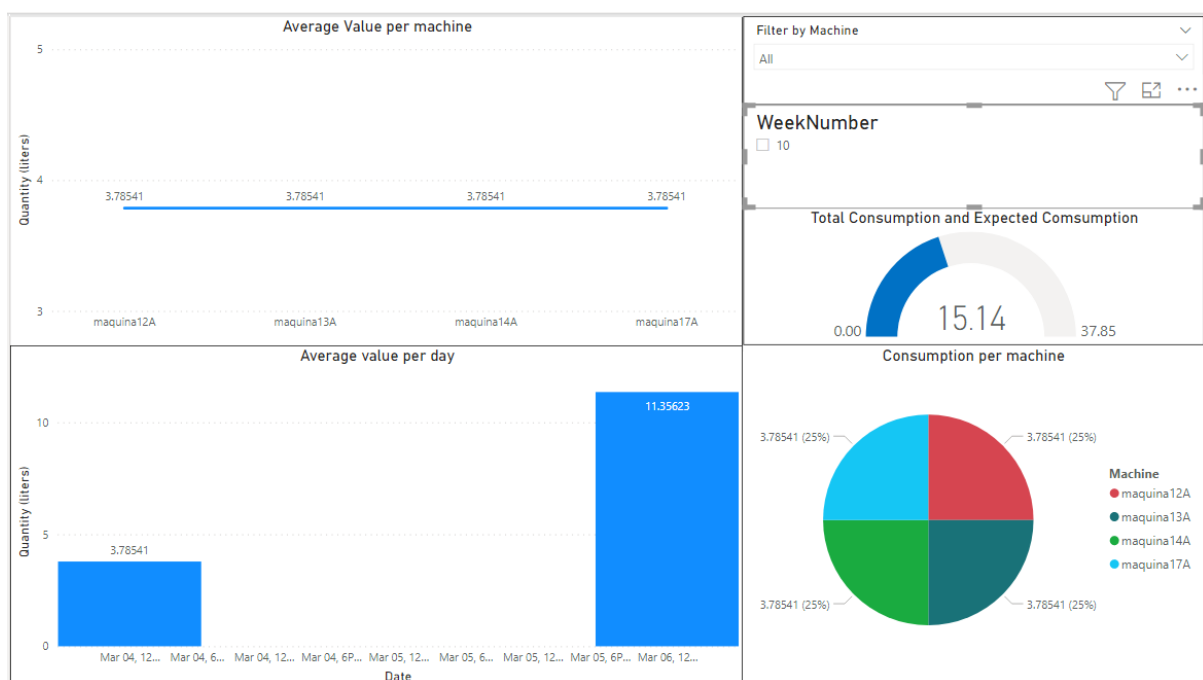 Average Value per machine
5
4
3
Quantity (liters)
3.78541
3.78541
3.78541
3.78541
maquina12A
maquina13A
maquina14A
maquina17A
Filter by Machine
All
WeekNumber
10
Total Consumption and Expected Comsumption
0.00
15.14
37.85
Average value per day
10
5
0
Quantity (liters)
3.78541
11.35623
Mar 04, 12...
Mar 04, 6...
Mar 04, 12...
Mar 04, 6P...
Mar 05, 12...
Mar 05, 6...
Mar 05, 12...
Mar 05, 6P...
Mar 06, 12...
Date
Consumption per machine
3.78541 (25%)
3.78541 (25%)
3.78541 (25%)
3.78541 (25%)
Machine
maquina12A
maquina13A
maquina14A
maquina17A